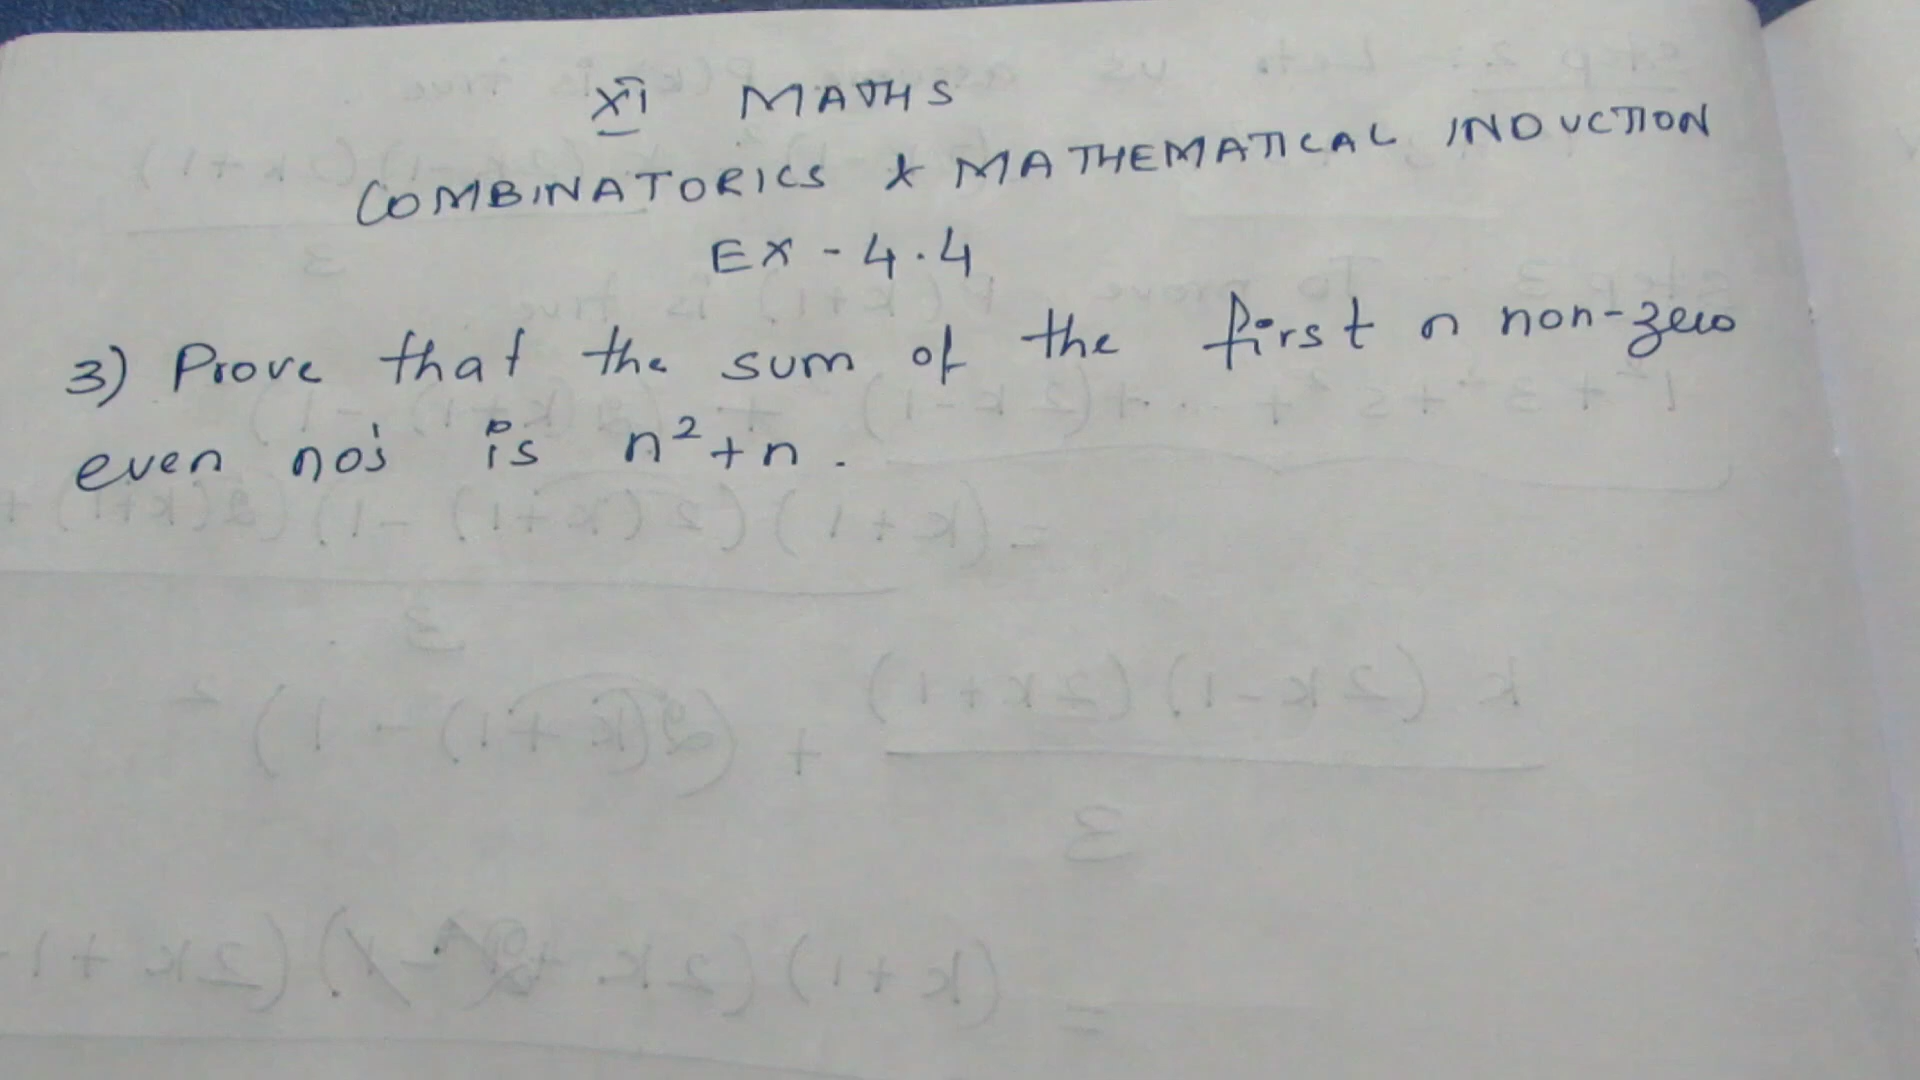 XI MATHS
COMBINATORICS & MATHEMATICAL INDUCTION
EX - 4.4
3) Prove that the sum of the first n non-zero
even no's is n²+n.